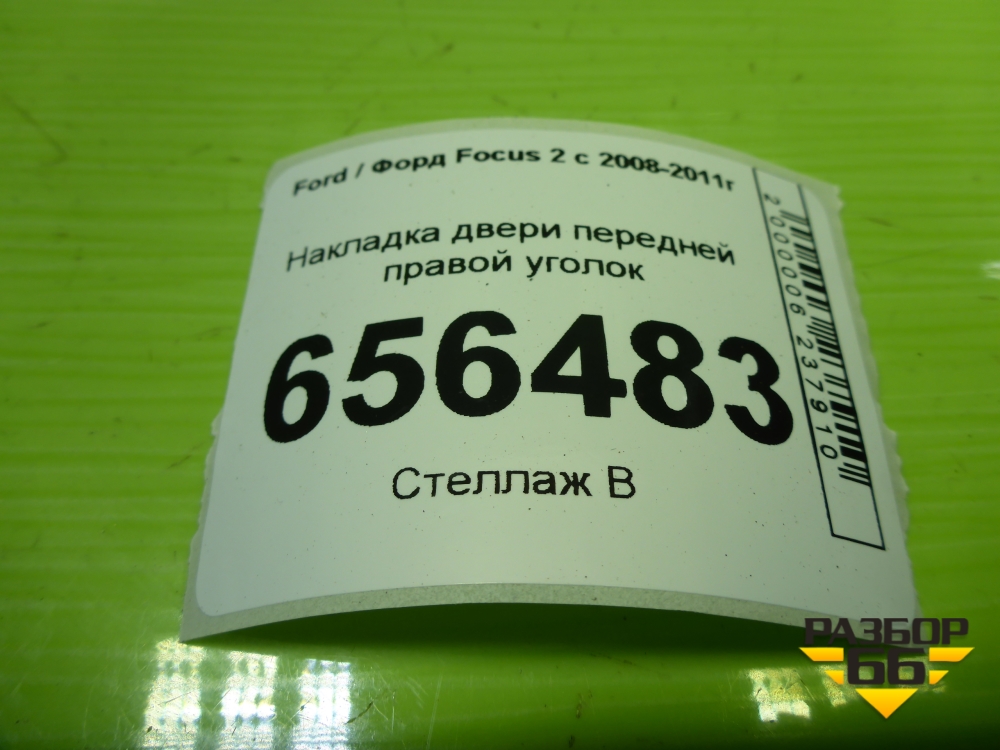 Ford / Форд Focus 2 с 2008-2011г
Накладка двери передней
правой уголок
656483
Стеллаж В
2000006237910
РАЗБОР
66